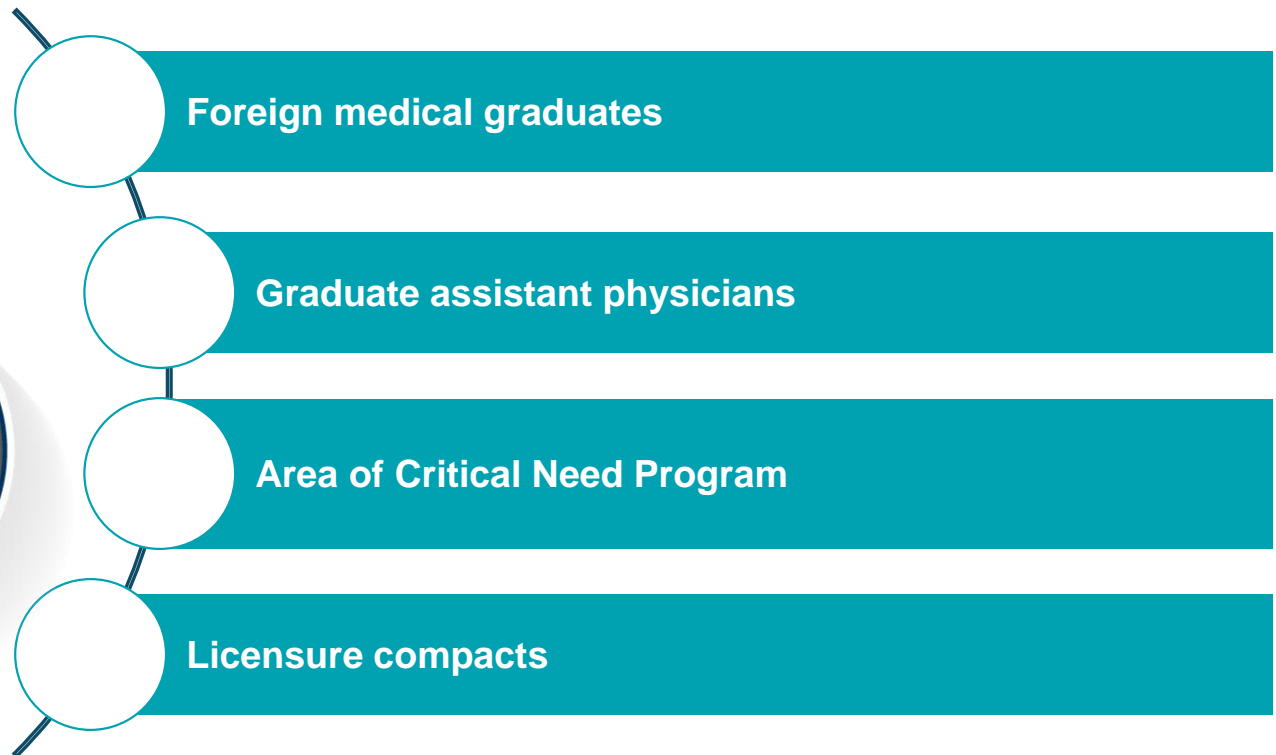 Foreign medical graduates
Graduate assistant physicians
Area of Critical Need Program
Licensure compacts